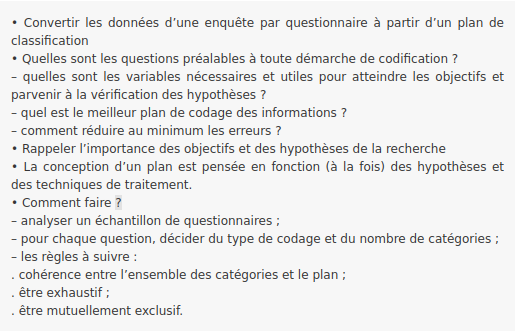 • Convertir les données d’une enquête par questionnaire à partir d’un plan de
classification
• Quelles sont les questions préalables à toute démarche de codification ?
– quelles sont les variables nécessaires et utiles pour atteindre les objectifs et
parvenir à la vérification des hypothèses ?
– quel est le meilleur plan de codage des informations ?
– comment réduire au minimum les erreurs ?
• Rappeler l’importance des objectifs et des hypothèses de la recherche
• La conception d’un plan est pensée en fonction (à la fois) des hypothèses et
des techniques de traitement.
• Comment faire ?
– analyser un échantillon de questionnaires ;
– pour chaque question, décider du type de codage et du nombre de catégories ;
– les règles à suivre :
. cohérence entre l’ensemble des catégories et le plan ;
. être exhaustif ;
. être mutuellement exclusif.